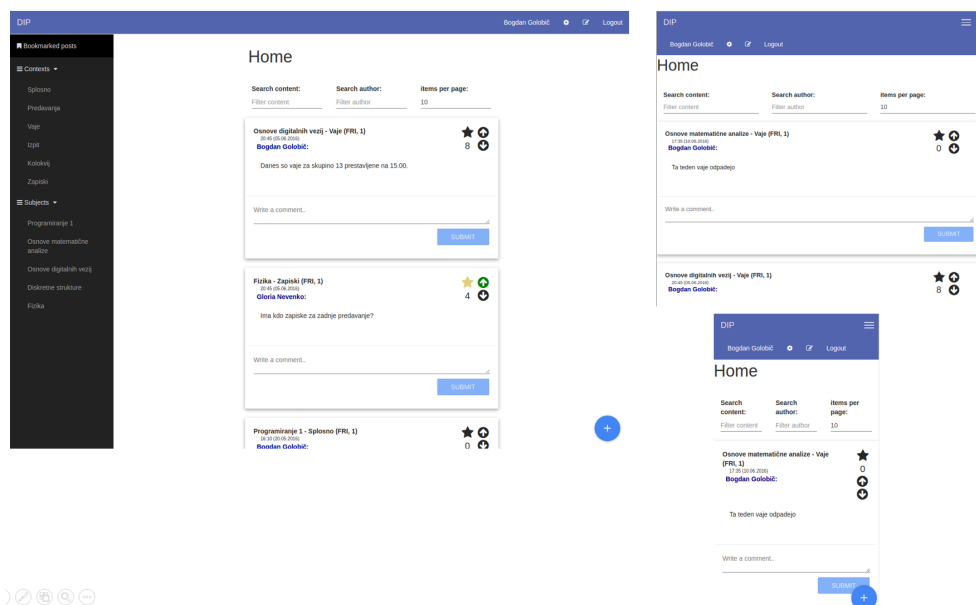 DIP
Bogdan Golobič
Logout
Bookmarked posts
Contexts
Splosno
Predavanja
Vaje
Izpit
Kolokvij
Zapiski
Subjects
Programiranje 1
Osnove matematične
analize
Osnove digitalnih vezij
Diskretne strukture
Fizika
Home
Search content: Search author: items per page:
Filter content Filter author 10
Osnove digitalnih vezij - Vaje (FRI, 1)
20:45 (05.06.2016)
Bogdan Golobič:
8
Danes so vaje za skupino 13 prestavljene na 15.00.
Write a comment..
SUBMIT
Fizika - Zapiski (FRI, 1)
20:45 (05.06.2016)
Gloria Nevenko:
4
Ima kdo zapiske za zadnje predavanje?
Write a comment..
SUBMIT
Programiranje 1 - Splosno (FRI, 1)
16:10 (20.05.2016)
Bogdan Golobič:
0
+
DIP
Bogdan Golobič Logout
Home
Search content: Search author: items per page:
Filter content Filter author 10
Osnove matematične analize - Vaje (FRI, 1)
17:35 (10.06.2016)
Bogdan Golobič:
0
Ta teden vaje odpadejo
Write a comment..
SUBMIT
Osnove digitalnih vezij - Vaje (FRI, 1)
20:45 (05.06.2016)
Bogdan Golobič:
8
DIP
Bogdan Golobič Logout
Home
Search Search items per
content: author: page:
Filter content Filter author 10
Osnove matematične analize - Vaje
(FRI, 1)
17:35 (10.06.2016)
Bogdan Golobič:
0
Ta teden vaje odpadejo
Write a comment..
SUBMIT
+